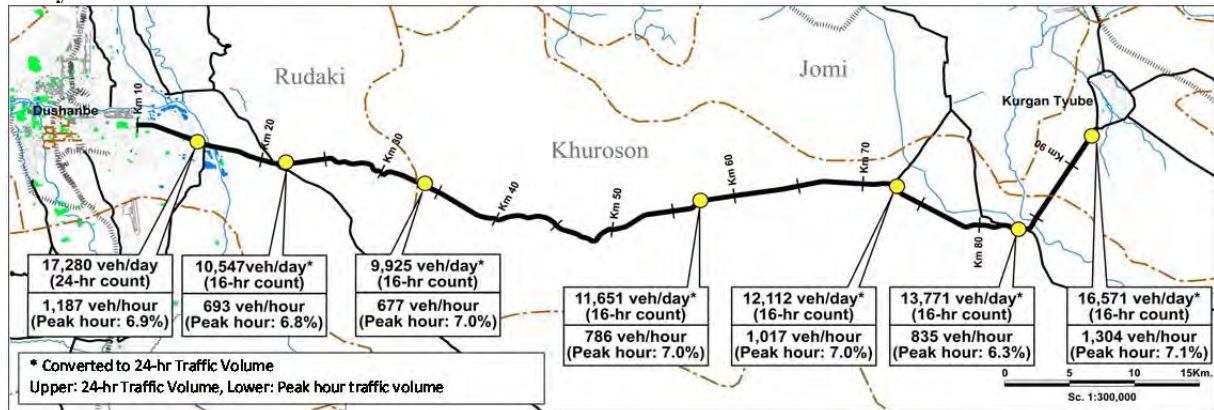 Rudaki
Jomi
Khuroson
Dushanbe
Kurgan Tyube
Km 10
Km 20
Km 30
Km 40
Km 50
Km 60
Km 70
Km 80
Km 90
17,280 veh/day
(24-hr count)
1,187 veh/hour
(Peak hour: 6.9%)
10,547veh/day*
(16-hr count)
693 veh/hour
(Peak hour: 6.8%)
9,925 veh/day*
(16-hr count)
677 veh/hour
(Peak hour: 7.0%)
11,651 veh/day*
(16-hr count)
786 veh/hour
(Peak hour: 7.0%)
12,112 veh/day*
(16-hr count)
1,017 veh/hour
(Peak hour: 7.0%)
13,771 veh/day*
(16-hr count)
835 veh/hour
(Peak hour: 6.3%)
16,571 veh/day*
(16-hr count)
1,304 veh/hour
(Peak hour: 7.1%)
* Converted to 24-hr Traffic Volume
Upper: 24-hr Traffic Volume, Lower: Peak hour traffic volume
0 5 10 15Km.
Sc. 1:300,000